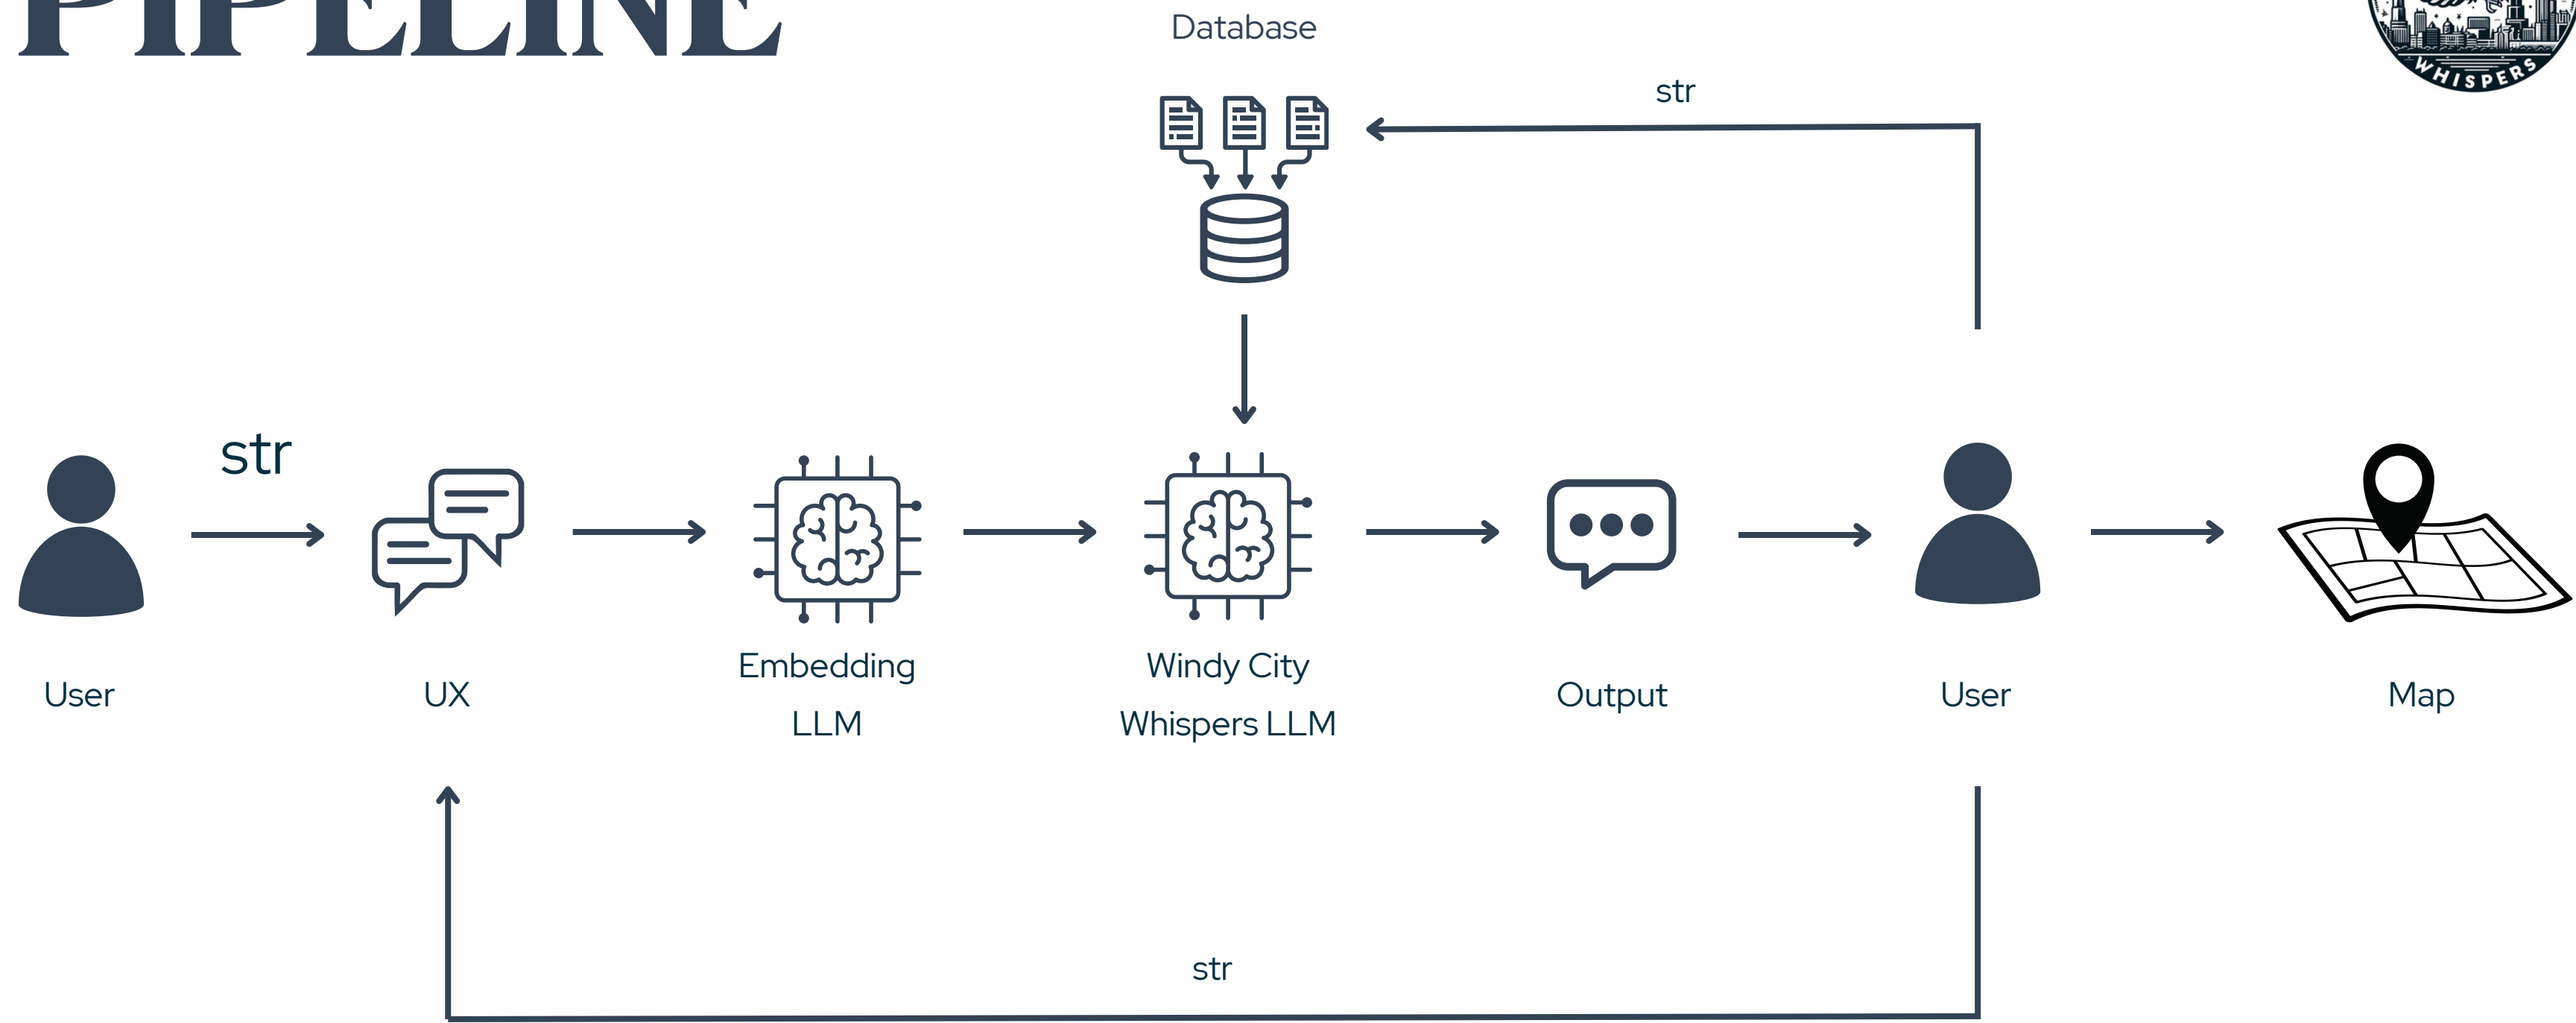 PIPELINE
Database
WHISPERS
str
str
User
UX
Embedding
LLM
Windy City
Whispers LLM
Output
User
Map
str